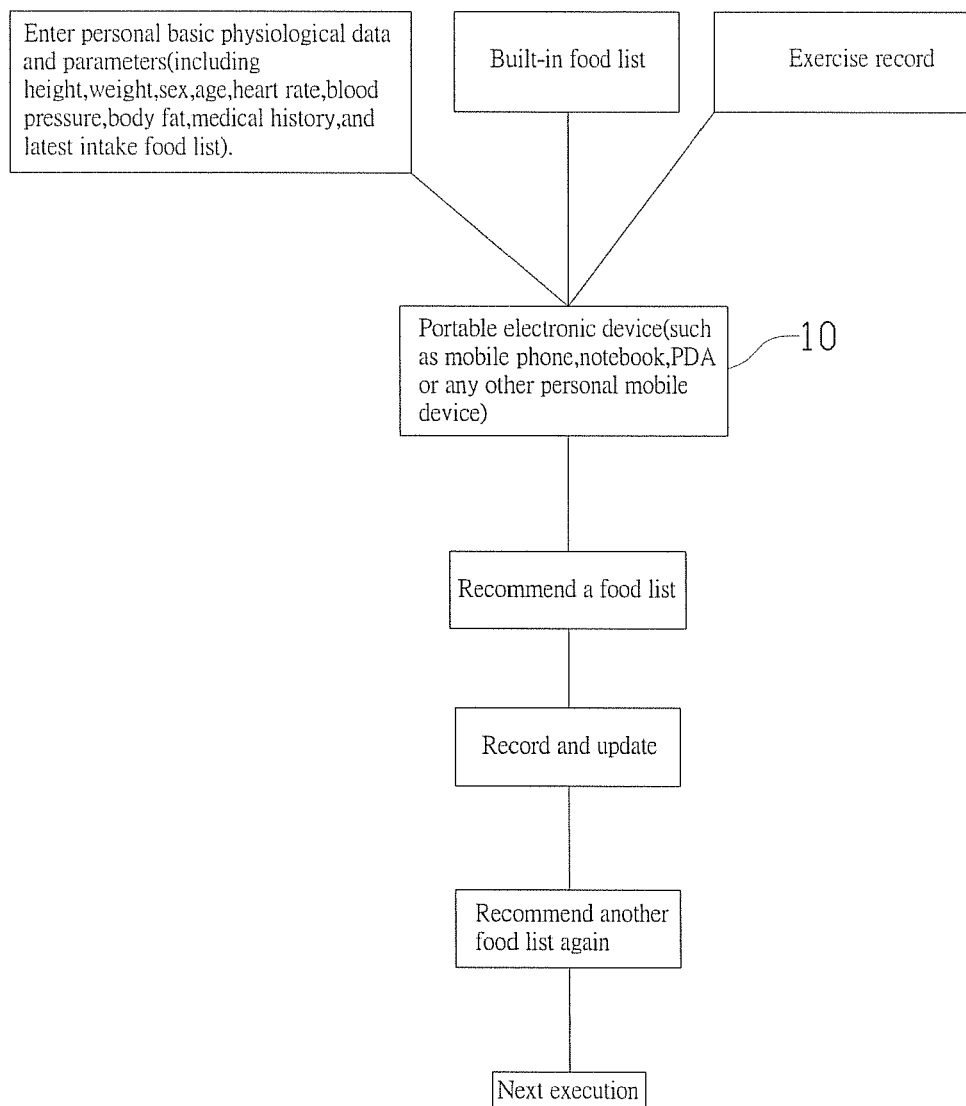 Enter personal basic physiological data
and parameters(including
height,weight,sex,age,heart rate,blood
pressure,body fat,medical history,and
latest intake food list).
Built-in food list
Exercise record
Portable electronic device(such
as mobile phone,notebook,PDA
or any other personal mobile
device)
10
Recommend a food list
Record and update
Recommend another
food list again
Next execution